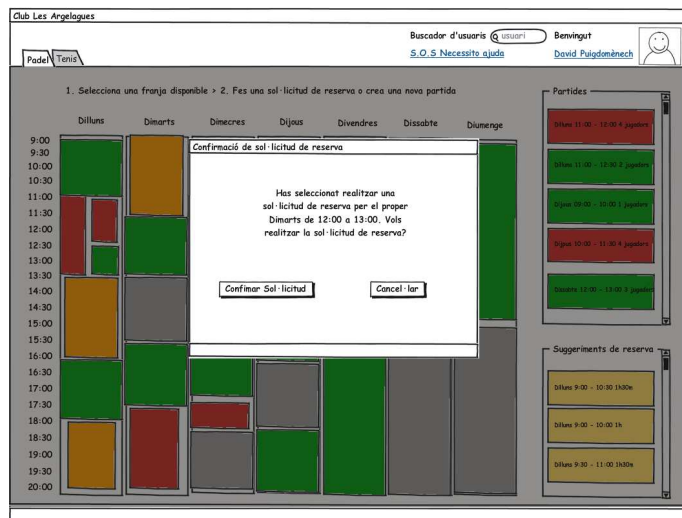 Club Les Argelagues
Buscador d'usuaris usuari Benvingut
S.O.S Necessito ajuda David Puigdomènech
Padel Tenis
1. Selecciona una franja disponible > 2. Fes una sol·licitud de reserva o crea una nova partida
Dilluns Dimarts Dimecres Dijous Divendres Dissabte Diumenge
9:00
9:30
10:00
10:30
11:00
11:30
12:00
12:30
13:00
13:30
14:00
14:30
15:00
15:30
16:00
16:30
17:00
17:30
18:00
18:30
19:00
19:30
20:00
Confirmació de sol·licitud de reserva
Has seleccionat realitzar una
sol·licitud de reserva per el proper
Dimarts de 12:00 a 13:00. Vols
realitzar la sol·licitud de reserva?
Confimar Sol·licitud Cancel·lar
Partides
Dilluns 11:00 - 12:00 4 jugadors
Dilluns 11:00 - 12:30 2 jugadors
Dijous 09:00 - 10:00 1 jugadors
Dijous 10:00 - 11:30 4 jugadors
Dissabte 12:00 - 13:00 2 jugadors
Suggeriments de reserva
Dilluns 9:00 - 10:30 1h30m
Dilluns 9:00 - 10:00 1h
Dilluns 9:30 - 11:00 1h30m